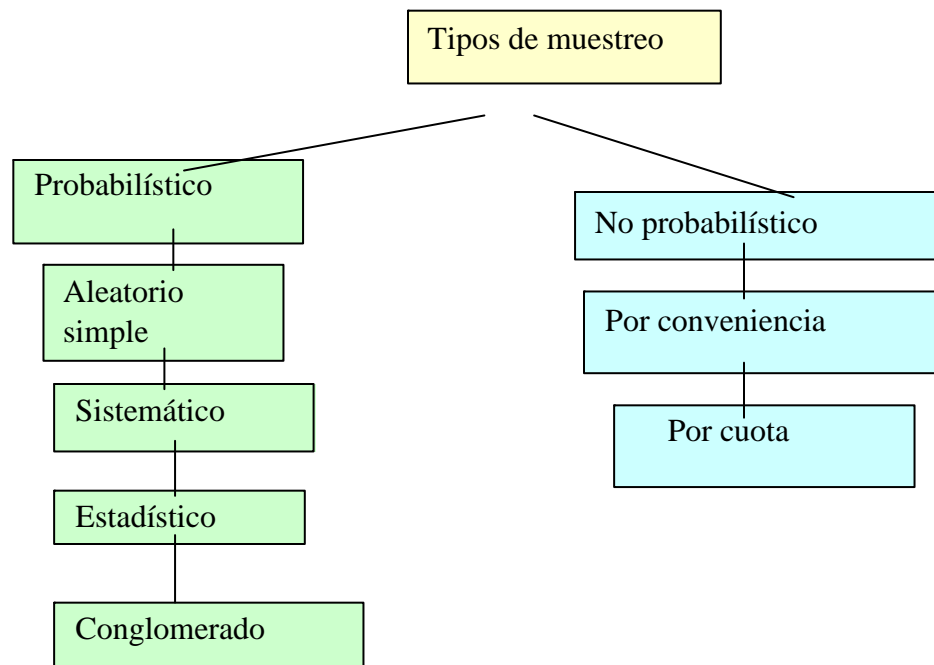 Tipos de muestreo
Probabilístico
No probabilístico
Aleatorio
simple
Por conveniencia
Sistemático
Por cuota
Estadístico
Conglomerado